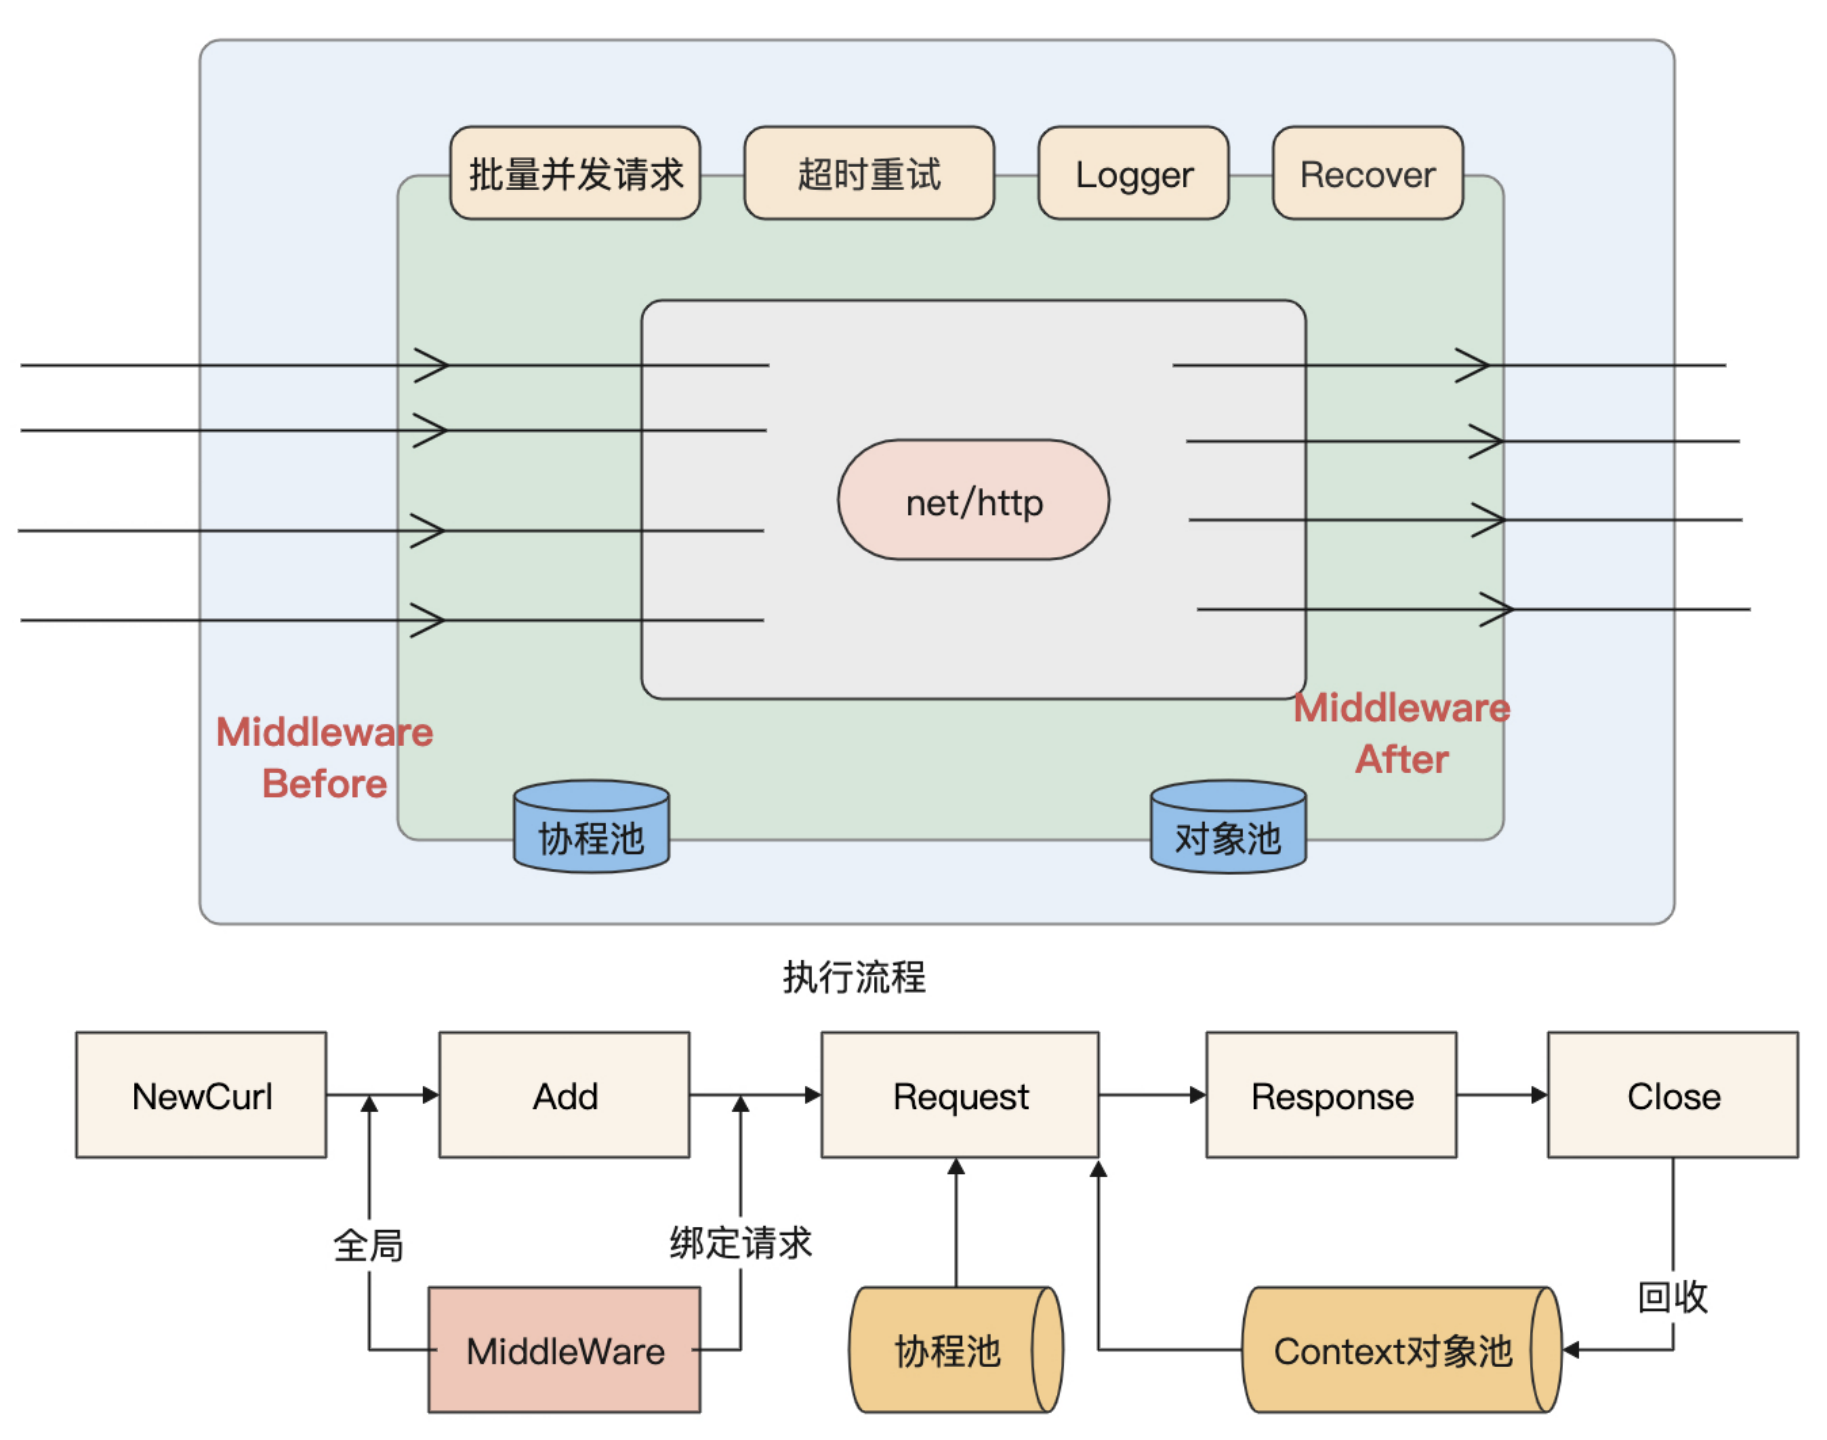 批量并发请求
超时重试
Logger
Recover
net/http
Middleware
Before
Middleware
After
协程池
对象池
执行流程
NewCurl
Add
Request
Response
Close
全局
绑定请求
回收
MiddleWare
协程池
Context对象池